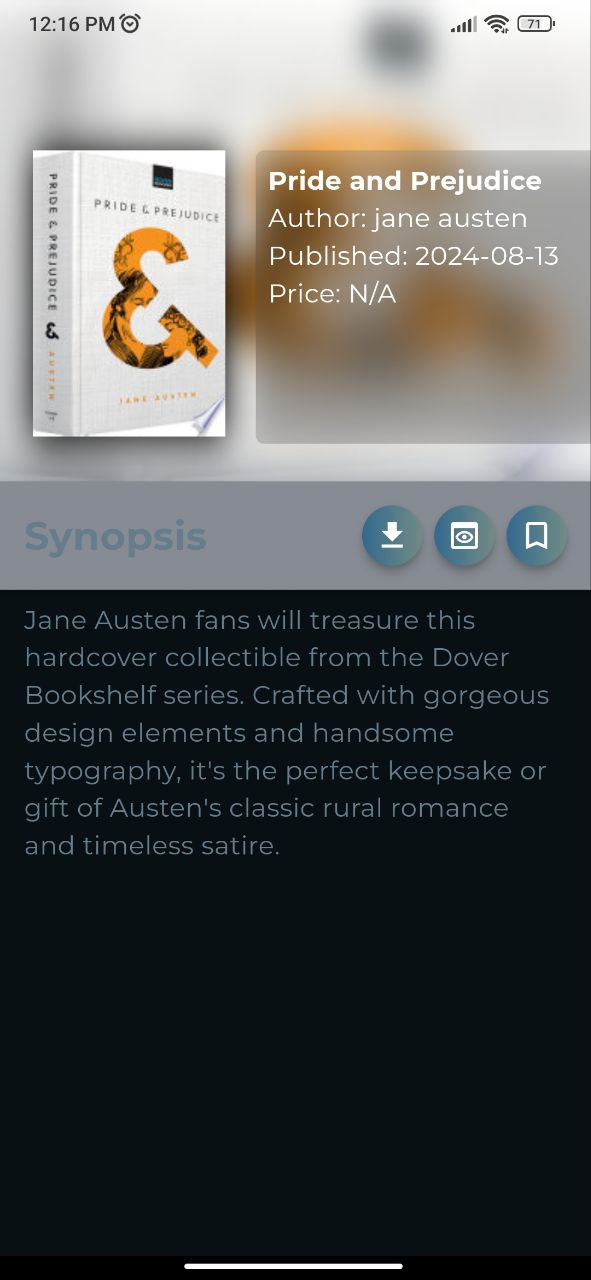 12:16 PM
71
PRIDE & PREJUDICE
&
AUSTEN
PRIDE & PREJUDICE
&
JANE AUSTEN
Pride and Prejudice
Author: jane austen
Published: 2024-08-13
Price: N/A
Synopsis
Jane Austen fans will treasure this
hardcover collectible from the Dover
Bookshelf series. Crafted with gorgeous
design elements and handsome
typography, it's the perfect keepsake or
gift of Austen's classic rural romance
and timeless satire.